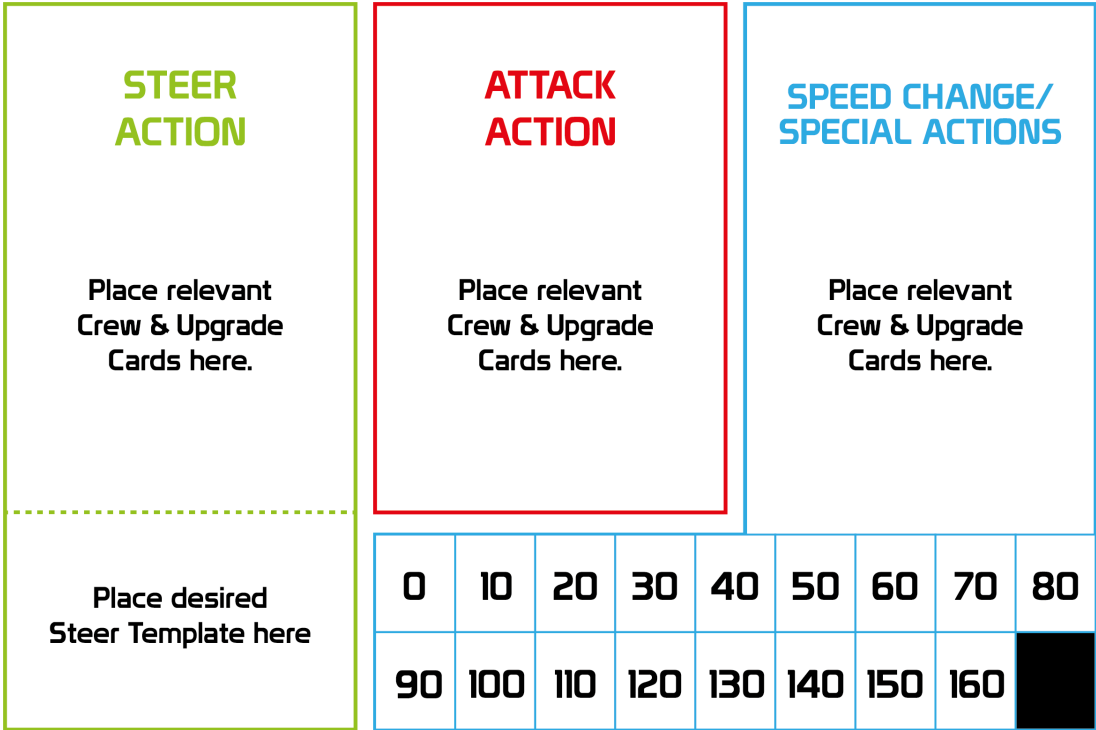 STEER
ACTION
Place relevant
Crew & Upgrade
Cards here.
Place desired
Steer Template here
ATTACK
ACTION
Place relevant
Crew & Upgrade
Cards here.
SPEED CHANGE/
SPECIAL ACTIONS
Place relevant
Crew & Upgrade
Cards here.
0 10 20 30 40 50 60 70 80
90 100 110 120 130 140 150 160